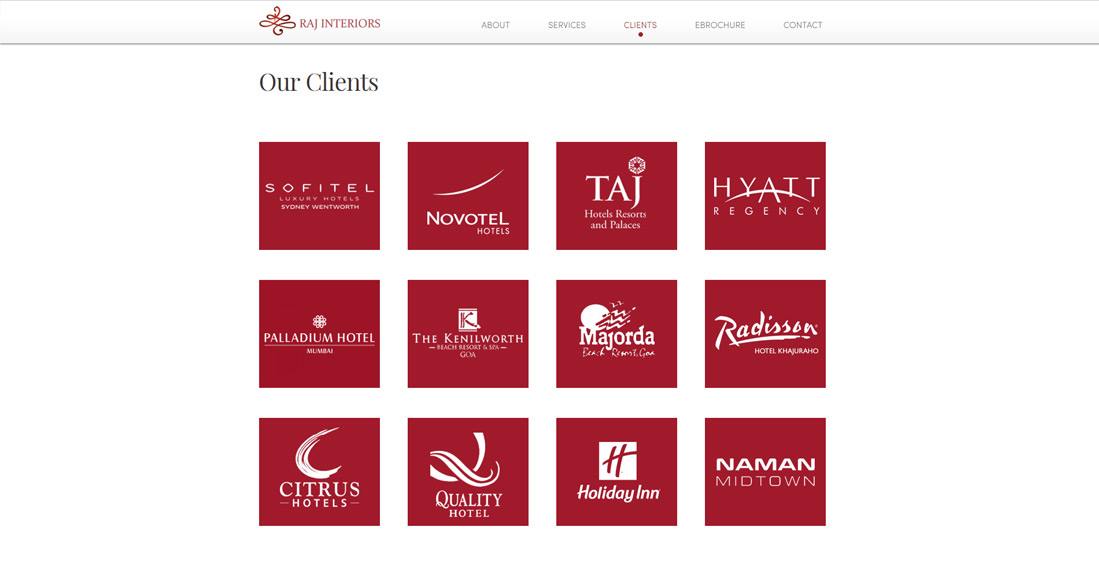 RAJ INTERIORS
ABOUT SERVICES CLIENTS EBROCHURE CONTACT
Our Clients
SOFITEL
LUXURY HOTELS
SYDNEY WENTWORTH
NOVOTEL
HOTELS
TAJ
Hotels Resorts
and Palaces
HYATT
REGENCY
PALLADIUM HOTEL
MUMBAI
K
THE KENILWORTH
BEACH RESORT & SPA
GOA
Majorda
Beach Resort, Goa
Radisson
HOTEL KHAJURAHO
CITRUS
HOTELS
QUALITY
HOTEL
H
Holiday Inn
NAMAN
MIDTOWN